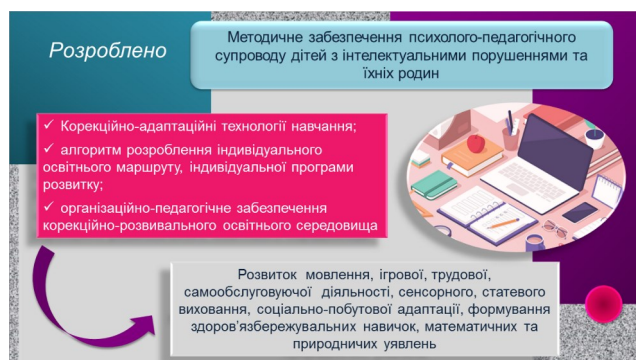 Розроблено
Методичне забезпечення психолого-педагогічного
супроводу дітей з інтелектуальними порушеннями та
їхніх родин
✓ Корекційно-адаптаційні технології навчання;
✓ алгоритм розроблення індивідуального
освітнього маршруту, індивідуальної програми
розвитку;
✓ організаційно-педагогічне забезпечення
корекційно-розвивального освітнього середовища
Розвиток мовлення, ігрової, трудової,
самообслуговуючої діяльності, сенсорного, статевого
виховання, соціально-побутової адаптації, формування
здоров'язбережувальних навичок, математичних та
природничих уявлень